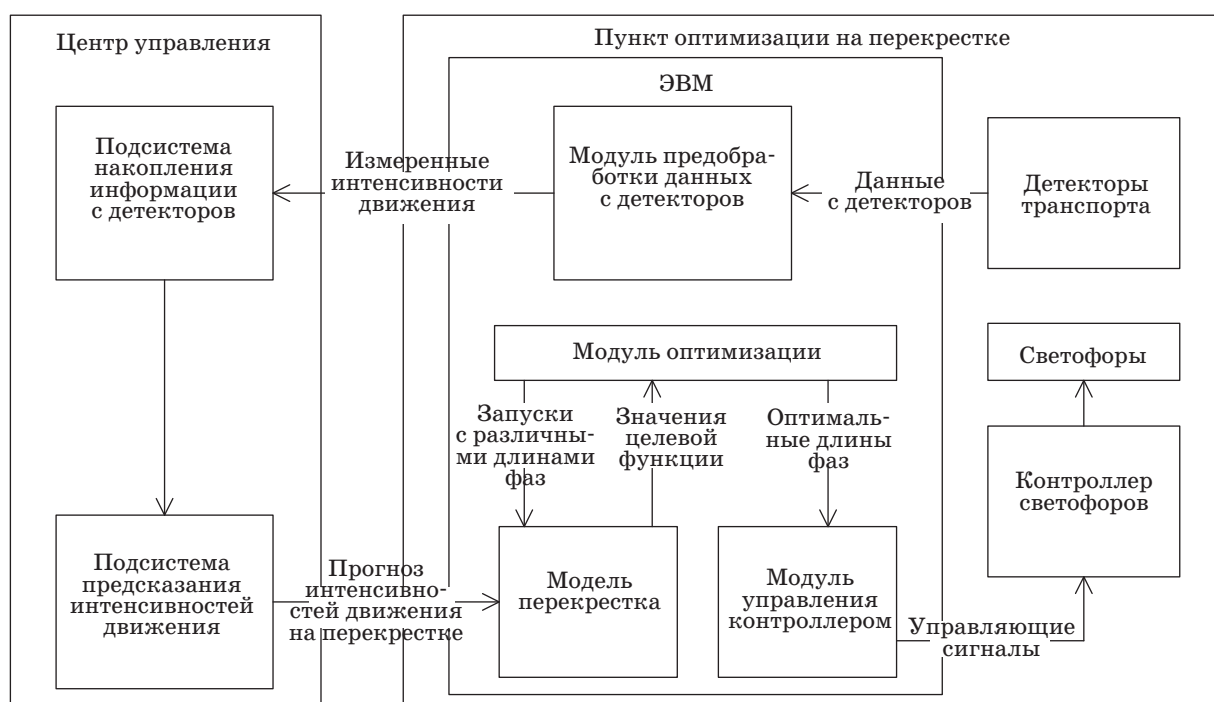 Центр управления
Пункт оптимизации на перекрестке
ЭВМ
Подсистема
накопления
информации
с детекторов
Измеренные
интенсивности
движения
Модуль предобра-
ботки данных
с детекторов
Данные
с детекторов
Детекторы
транспорта
Модуль оптимизации
Светофоры
Запуски
с различны-
ми длинами
фаз
Значения
целевой
функции
Оптималь-
ные длины
фаз
Контроллер
светофоров
Подсистема
предсказания
интенсивностей
движения
Прогноз
интенсивно-
стей движения
на перекрестке
Модель
перекрестка
Модуль
управления
контроллером
Управляющие
сигналы